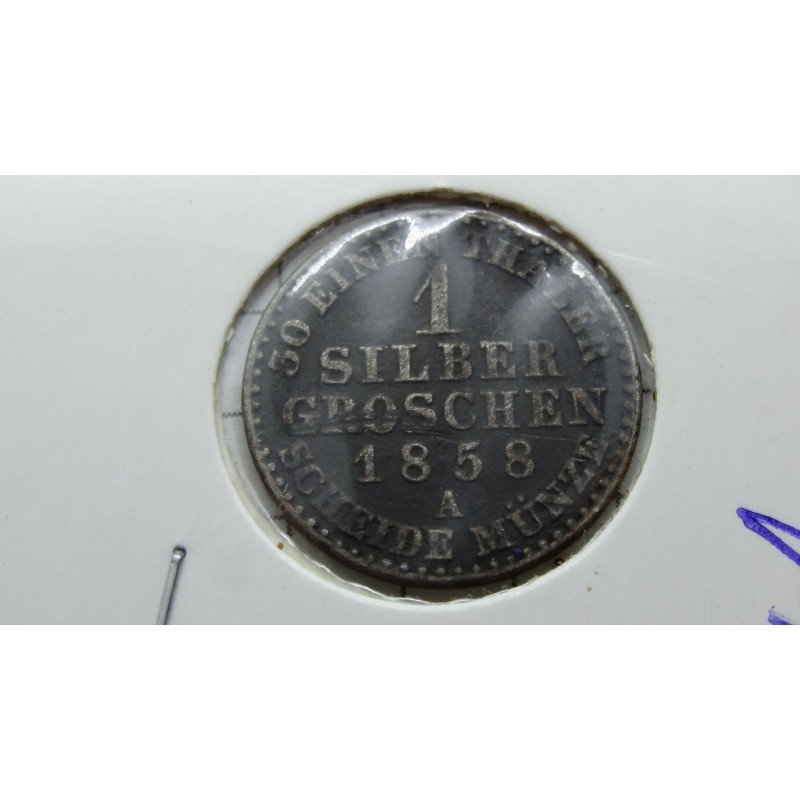 30 EINEN THALER
1
SILBER
GROSCHEN
1858
A
SCHEIDE MÜNZE